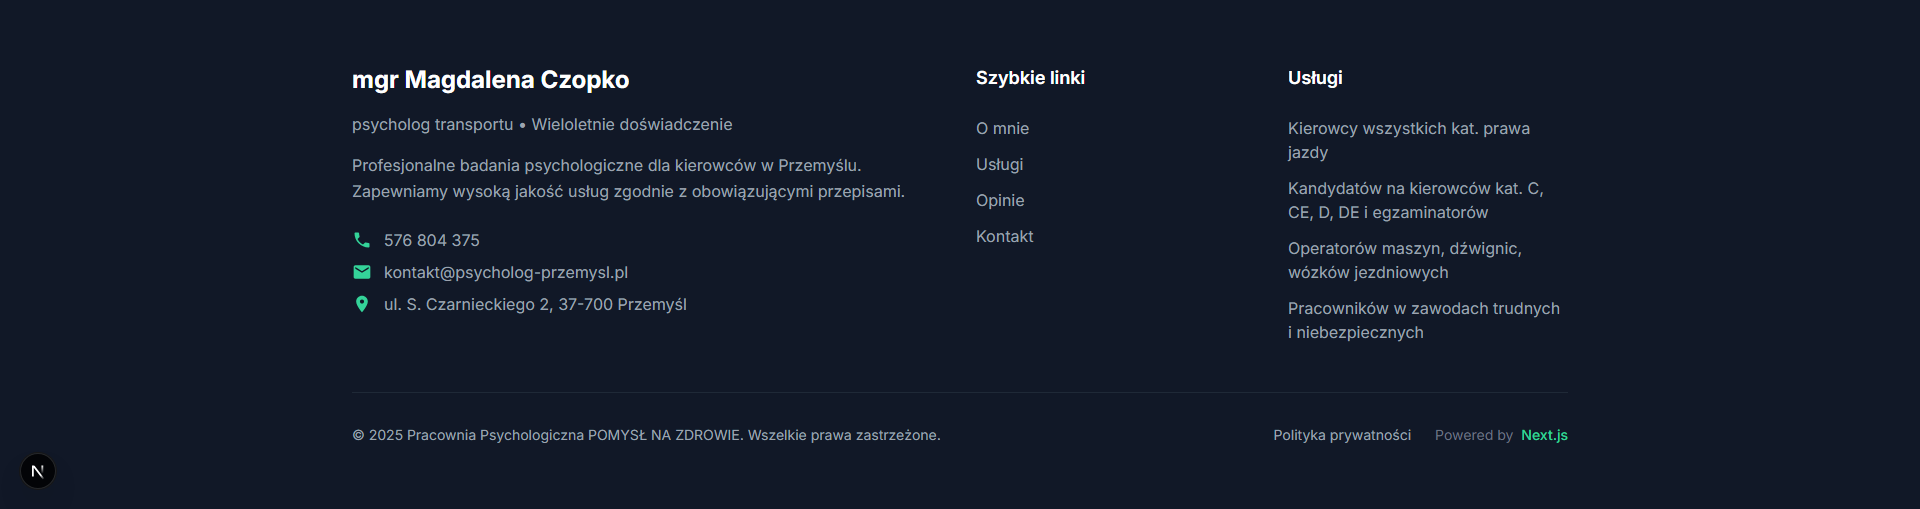 mgr Magdalena Czopko
psycholog transportu • Wieloletnie doświadczenie
Profesjonalne badania psychologiczne dla kierowców w Przemyślu.
Zapewniamy wysoką jakość usług zgodnie z obowiązującymi przepisami.
576 804 375
kontakt@psycholog-przemysl.pl
ul. S. Czarnieckiego 2, 37-700 Przemyśl
Szybkie linki
O mnie
Usługi
Opinie
Kontakt
Usługi
Kierowcy wszystkich kat. prawa
jazdy
Kandydatów na kierowców kat. C,
CE, D, DE i egzaminatorów
Operatorów maszyn, dźwignic,
wózków jezdniowych
Pracowników w zawodach trudnych
i niebezpiecznych
© 2025 Pracownia Psychologiczna POMYSŁ NA ZDROWIE. Wszelkie prawa zastrzeżone.
Polityka prywatności
Powered by Next.js
N